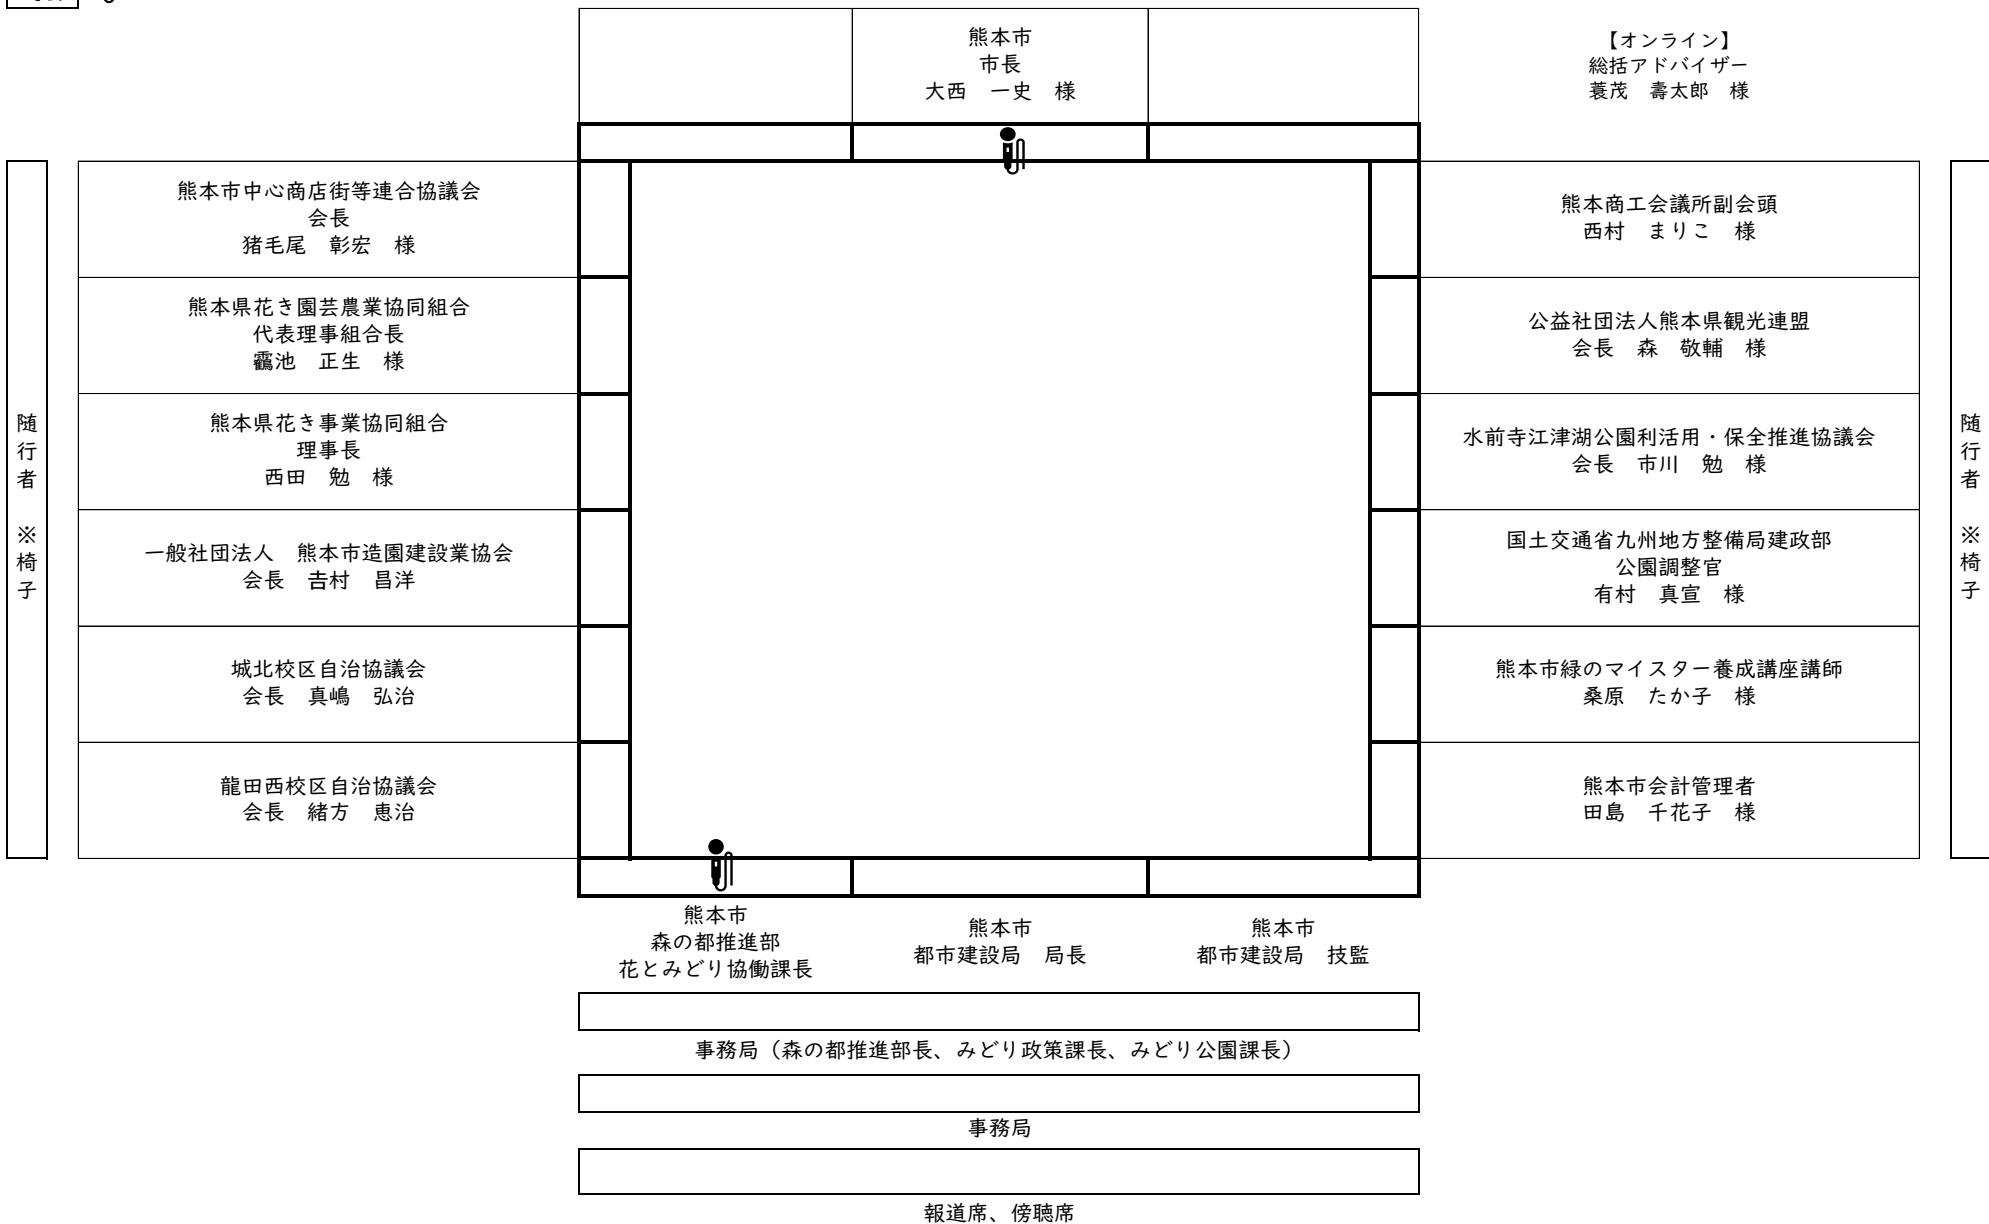 熊本市
市長
大西　一史　様
【オンライン】
総括アドバイザー
蓑茂　壽太郎　様
随行者　※椅子
熊本市中心商店街等連合協議会
会長
猪毛尾　彰宏　様
熊本県花き園芸農業協同組合
代表理事組合長
靏池　正生　様
熊本県花き事業協同組合
理事長
西田　勉　様
一般社団法人　熊本市造園建設業協会
会長　𠮷村　昌洋
城北校区自治協議会
会長　真嶋　弘治
龍田西校区自治協議会
会長　緒方　恵治
熊本商工会議所副会頭
西村　まりこ　様
公益社団法人熊本県観光連盟
会長　森　敬輔　様
水前寺江津湖公園利活用・保全推進協議会
会長　市川　勉　様
国土交通省九州地方整備局建政部
公園調整官
有村　真宣　様
熊本市緑のマイスター養成講座講師
桑原　たか子　様
熊本市会計管理者
田島　千花子　様
随行者　※椅子
熊本市
森の都推進部
花とみどり協働課長
熊本市
都市建設局　局長
熊本市
都市建設局　技監
事務局（森の都推進部長、みどり政策課長、みどり公園課長）
事務局
報道席、傍聴席